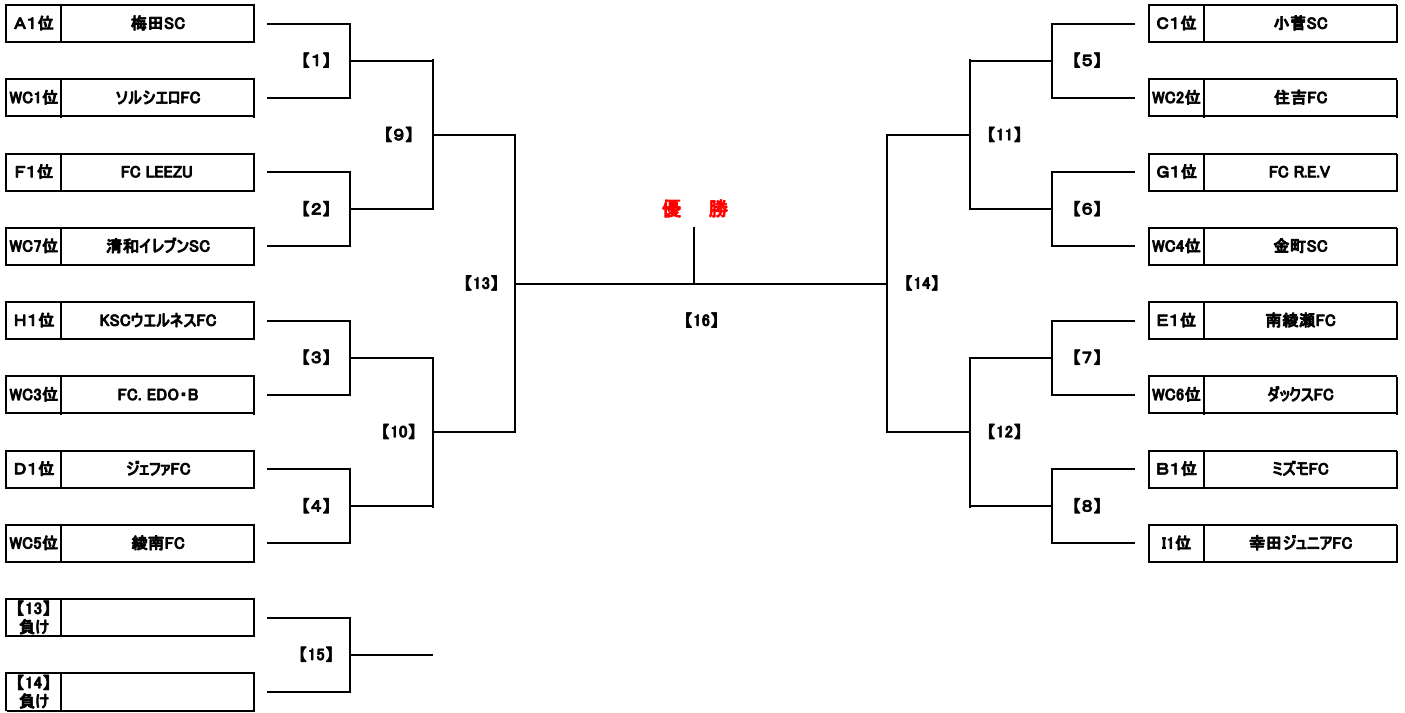 A1位 梅田SC
【1】
WC1位 ソルシエロFC
【9】
F1位 FC LEEZU
【2】
WC7位 清和イレブンSC
【13】
H1位 KSCウエルネスFC
【3】
WC3位 FC. EDO・B
【10】
D1位 ジェファFC
【4】
WC5位 綾南FC
優 勝
【16】
C1位 小菅SC
【5】
WC2位 住吉FC
【11】
G1位 FC R.E.V
【6】
WC4位 金町SC
【14】
E1位 南綾瀬FC
【7】
WC6位 ダックスFC
【12】
B1位 ミズモFC
【8】
I1位 幸田ジュニアFC
【13】
負け
【15】
【14】
負け